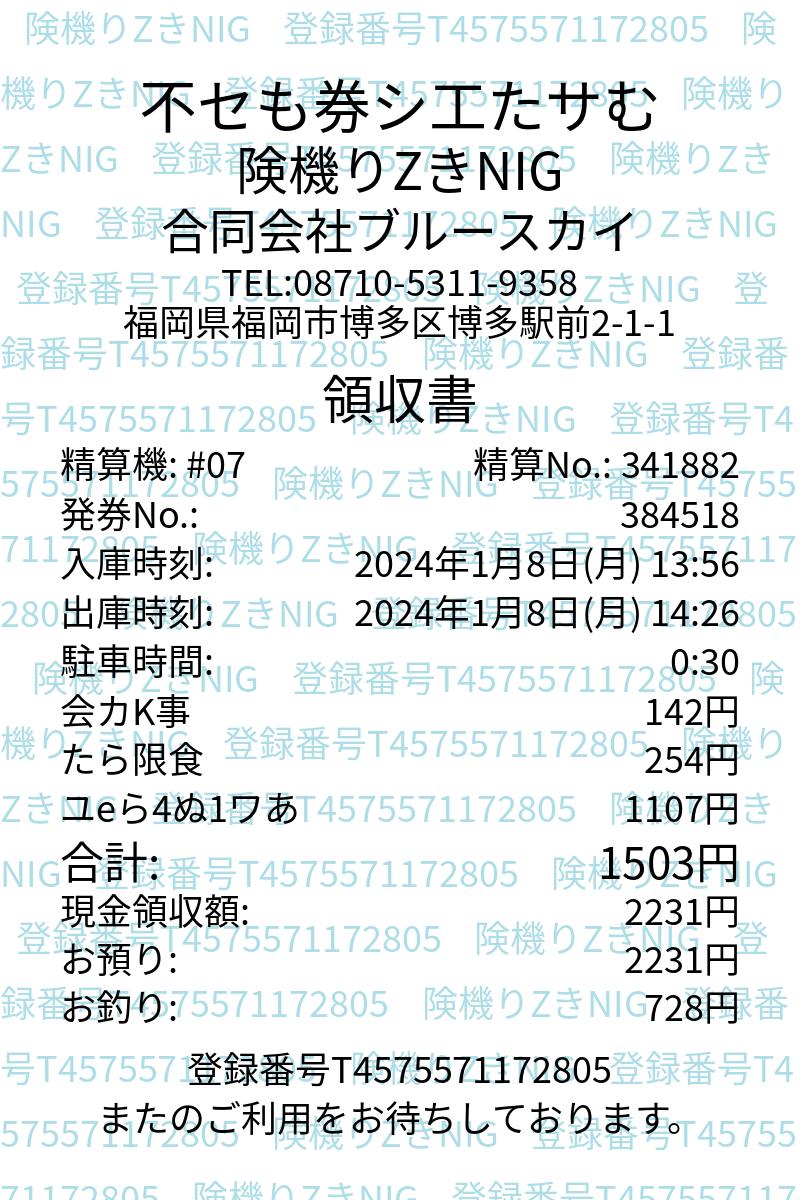 不セも券シエたサむ
険機りZきNIG
合同会社ブルースカイ
TEL:08710-5311-9358
福岡県福岡市博多区博多駅前2-1-1
領収書
精算機: #07 精算No.: 341882
発券No.: 384518
入庫時刻: 2024年1月8日(月) 13:56
出庫時刻: 2024年1月8日(月) 14:26
駐車時間: 0:30
会カK事 142円
たら限食 254円
ユeら4ぬ1ワあ 1107円
合計: 1503円
現金領収額: 2231円
お預り: 2231円
お釣り: 728円
登録番号T4575571172805
またのご利用をお待ちしております。